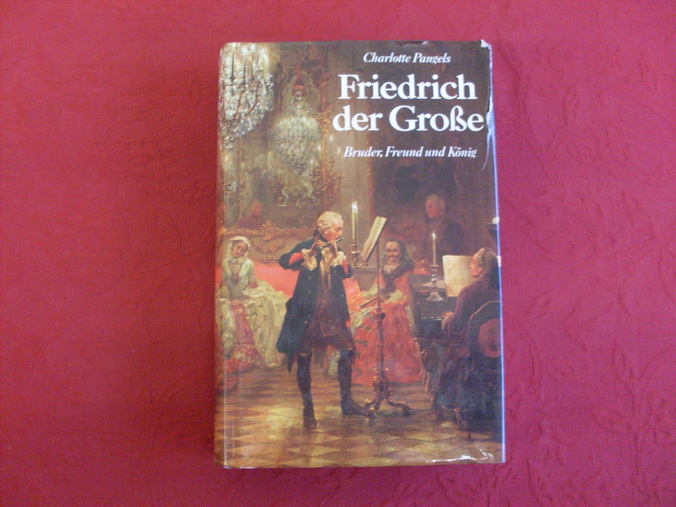 Charlotte Pangels
Friedrich
der Große
Bruder, Freund und König